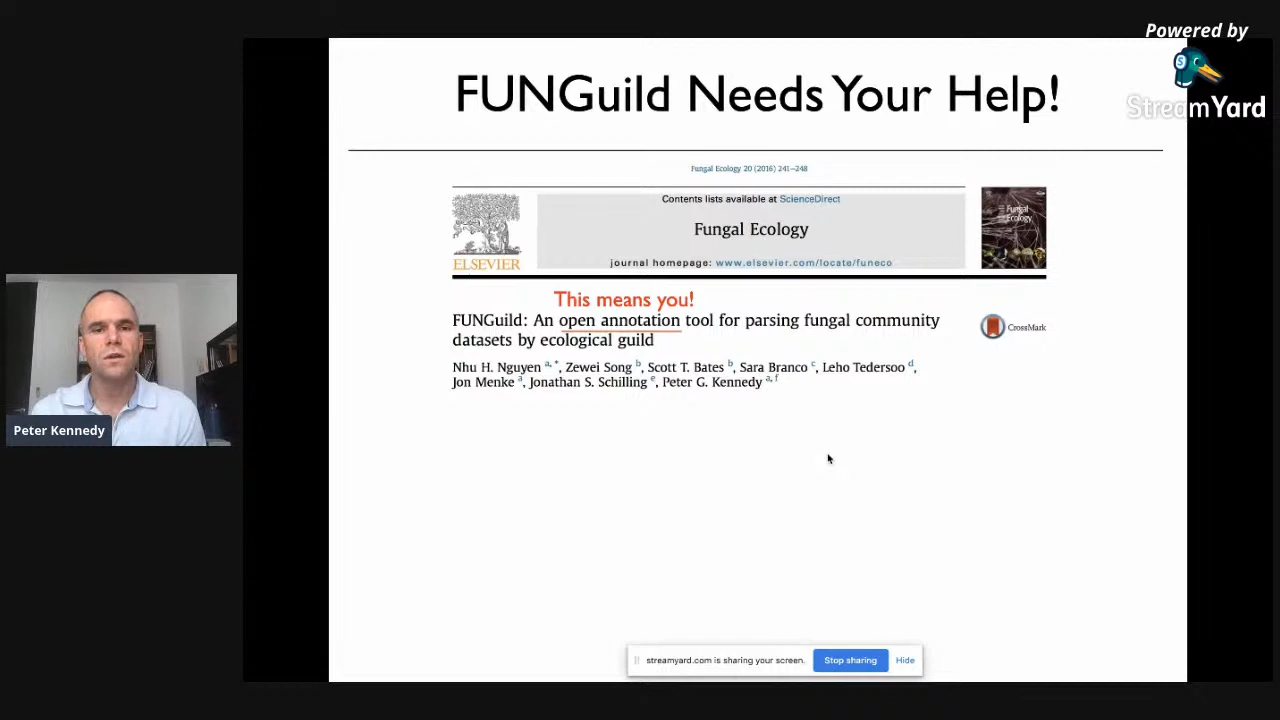 Powered by
StreamYard
FUNGuild Needs Your Help!
Fungal Ecology 20 (2016) 241–248
Contents lists available at ScienceDirect
Fungal Ecology
journal homepage: www.elsevier.com/locate/funeco
ELSEVIER
Fungal
Ecology
This means you!
FUNGuild: An open annotation tool for parsing fungal community
datasets by ecological guild
CrossMark
Nhu H. Nguyen a, *, Zewei Song b, Scott T. Bates b, Sara Branco c, Leho Tedersoo d,
Jon Menke a, Jonathan S. Schilling e, Peter G. Kennedy a, f
Peter Kennedy
streamyard.com is sharing your screen.
Stop sharing
Hide